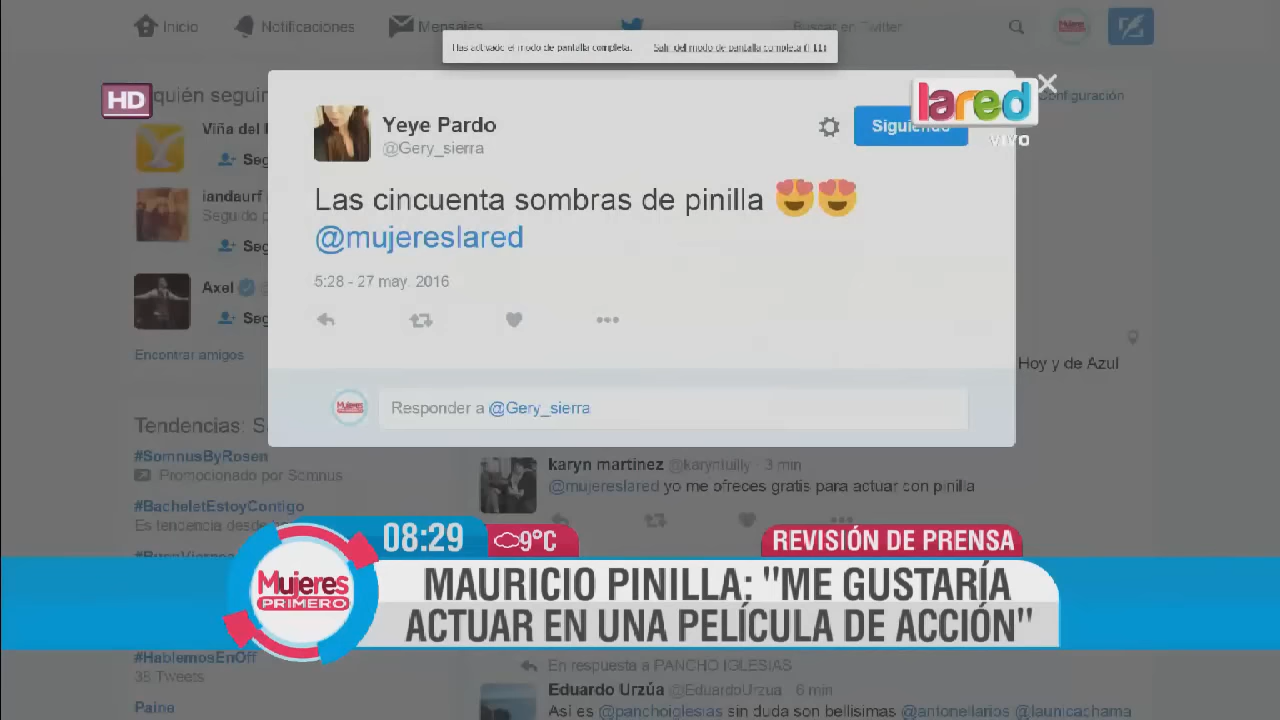 Inicio
Notificaciones
Mensajes
Buscar en Twitter
Has activado el modo de pantalla completa.
Salir del modo de pantalla completa (F11)
HD
quién seguir
lared
VIVO
Configuración
Viña del
Seg
iandaurf
Seguido p
Seg
Axel
Seg
Encontrar amigos
Yeye Pardo
@Gery_sierra
Siguiendo
Las cincuenta sombras de pinilla 😍😍
@mujereslared
5:28 - 27 may. 2016
Responder a @Gery_sierra
Hoy y de Azul
Tendencias: S
#SomnusByRosen
Promocionado por Somnus
#BacheletEstoyContigo
Es tendencia desde h
karyn martinez @karynfuilly · 3 min
@mujereslared yo me ofreces gratis para actuar con pinilla
08:29
9°C
REVISIÓN DE PRENSA
Mujeres
PRIMERO
MAURICIO PINILLA: "ME GUSTARÍA
ACTUAR EN UNA PELÍCULA DE ACCIÓN"
#HablemosEnOff
35 Tweets
Paine
En respuesta a PANCHO IGLESIAS
Eduardo Urzúa @EduardoUrzua · 6 min
Asi es @panchoiglesias sin duda son bellisimas @antonellarios @launicachama